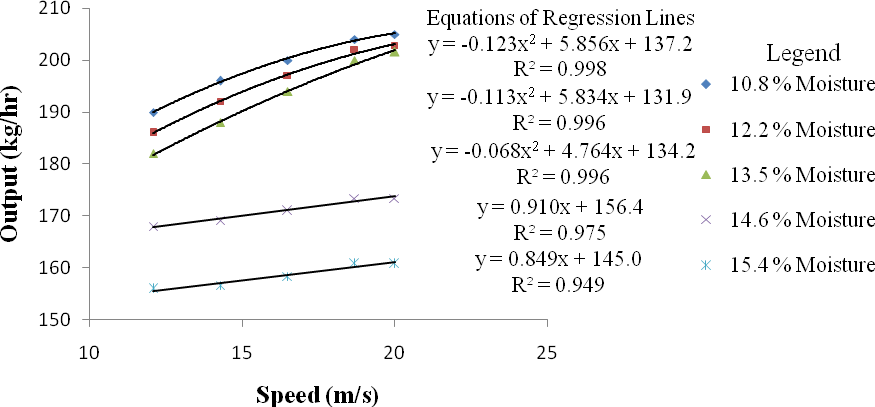 Equations of Regression Lines
y = -0.123x² + 5.856x + 137.2
R² = 0.998
y = -0.113x² + 5.834x + 131.9
R² = 0.996
y = -0.068x² + 4.764x + 134.2
R² = 0.996
y = 0.910x + 156.4
R² = 0.975
y = 0.849x + 145.0
R² = 0.949
Legend
10.8 % Moisture
12.2 % Moisture
13.5 % Moisture
14.6 % Moisture
15.4 % Moisture
Output (kg/hr)
210
200
190
180
170
160
150
10
15
20
25
Speed (m/s)